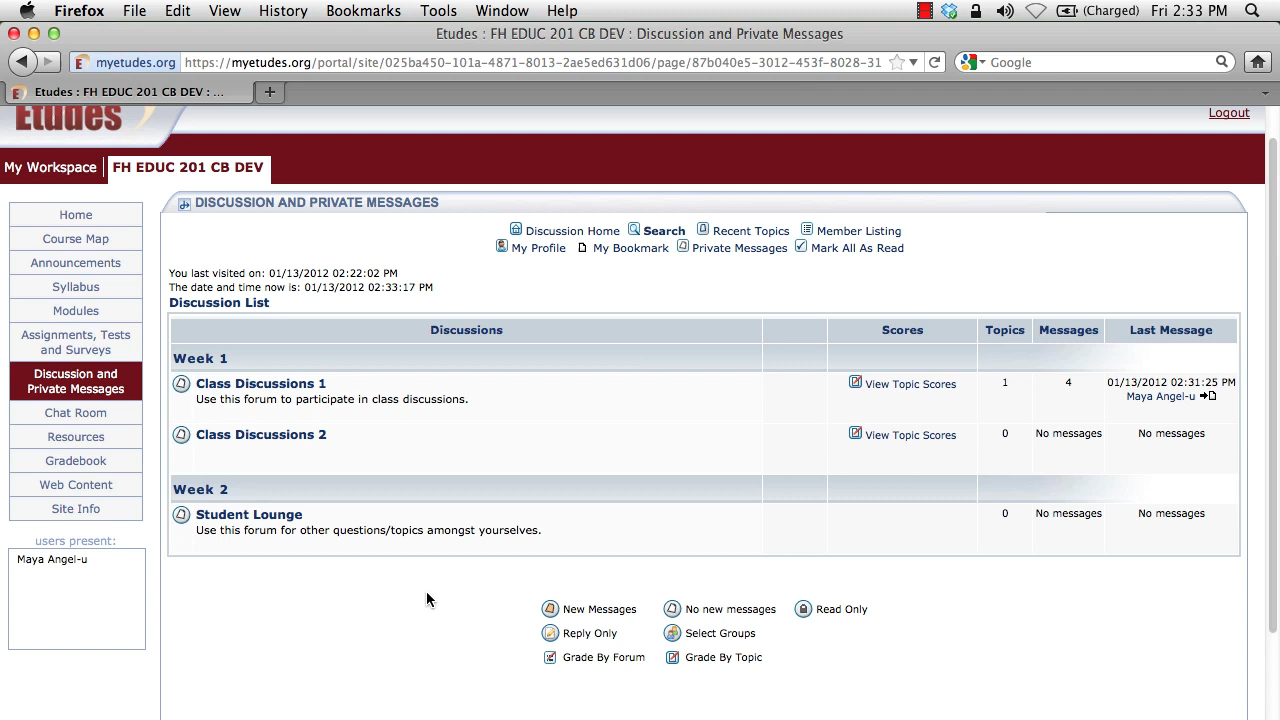 Firefox File Edit View History Bookmarks Tools Window Help (Charged) Fri 2:33 PM
Etudes : FH EDUC 201 CB DEV : Discussion and Private Messages
myetudes.org https://myetudes.org/portal/site/025ba450-101a-4871-8013-2ae5ed631d06/page/87b040e5-3012-453f-8028-31 Google
Etudes : FH EDUC 201 CB DEV : ...
Etudes
Logout
My Workspace FH EDUC 201 CB DEV
DISCUSSION AND PRIVATE MESSAGES
Home
Course Map
Announcements
Syllabus
Modules
Assignments, Tests
and Surveys
Discussion and
Private Messages
Chat Room
Resources
Gradebook
Web Content
Site Info
users present:
Maya Angel-u
Discussion Home Search Recent Topics Member Listing
My Profile My Bookmark Private Messages Mark All As Read
You last visited on: 01/13/2012 02:22:02 PM
The date and time now is: 01/13/2012 02:33:17 PM
Discussion List
Discussions Scores Topics Messages Last Message
Week 1
Class Discussions 1 View Topic Scores 1 4 01/13/2012 02:31:25 PM
Use this forum to participate in class discussions. Maya Angel-u
Class Discussions 2 View Topic Scores 0 No messages No messages
Week 2
Student Lounge 0 No messages No messages
Use this forum for other questions/topics amongst yourselves.
New Messages No new messages Read Only
Reply Only Select Groups
Grade By Forum Grade By Topic